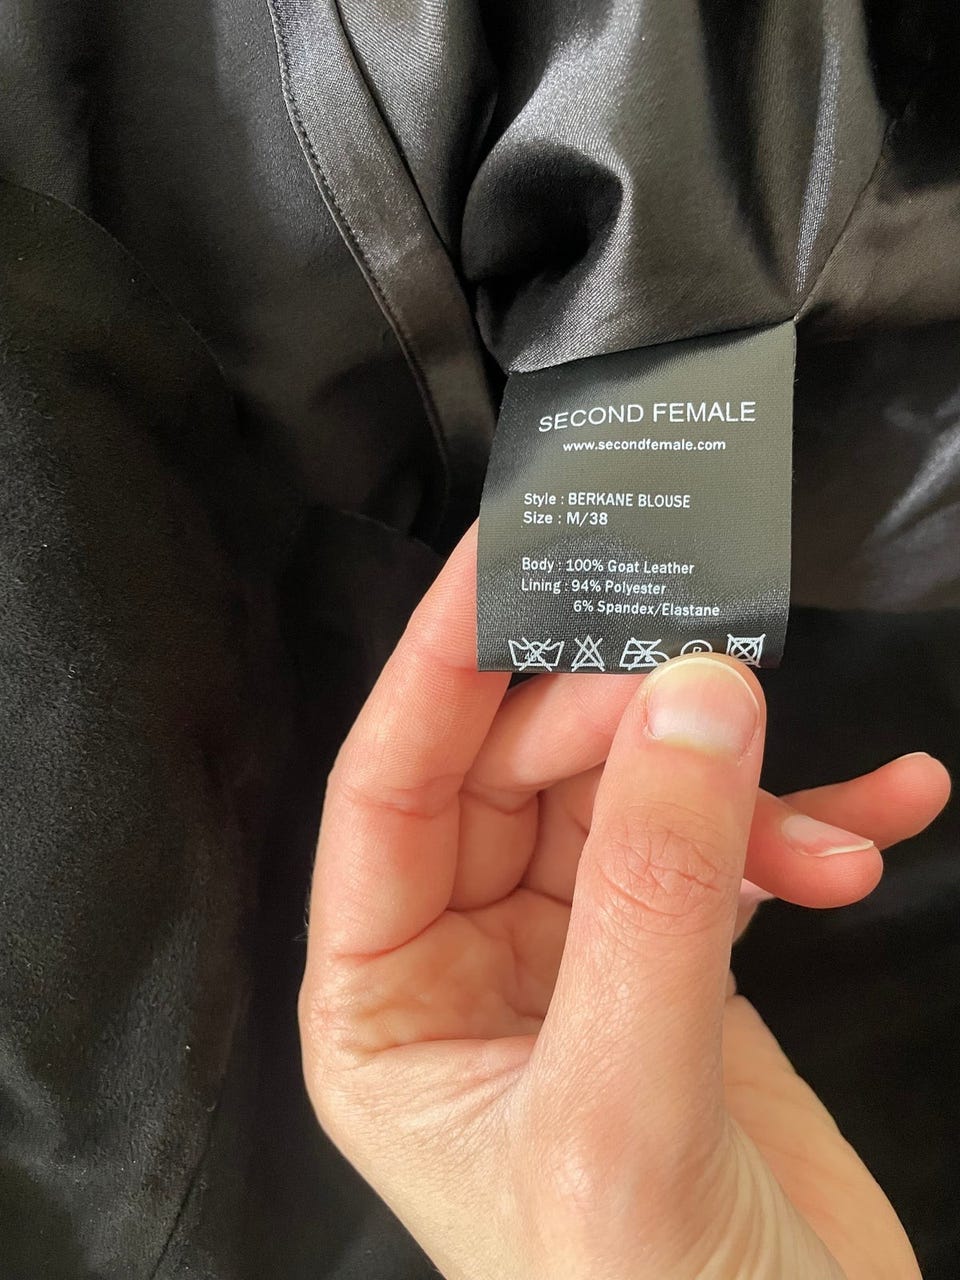 SECOND FEMALE
www.secondfemale.com
Style : BERKANE BLOUSE
Size : M/38
Body : 100% Goat Leather
Lining : 94% Polyester
6% Spandex/Elastane